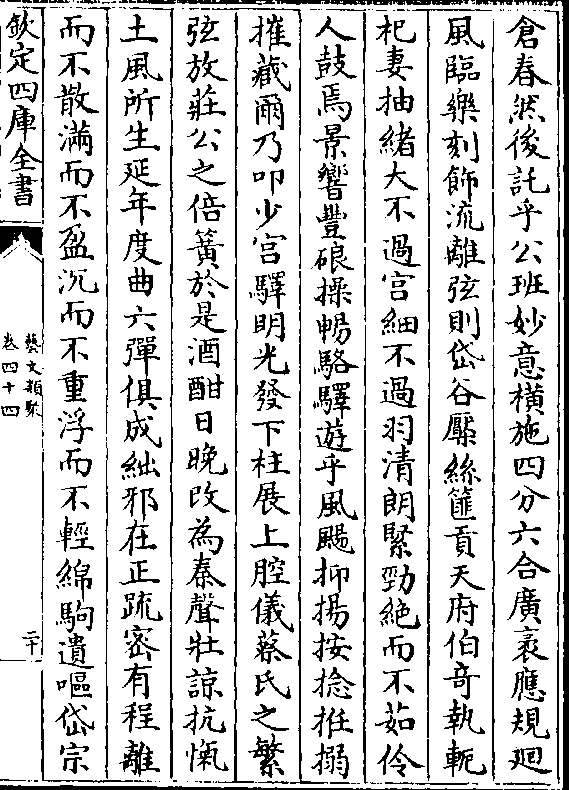 倉春然後託乎公班妙意橫施四分六合廣袤應規廻
風臨樂刻飾流離弦則岱谷檿絲篚貢天府伯奇執軛
杞妻抽緒大不過宫細不過羽清朗緊勁絶而不茹伶
人鼓焉景響豐硠操暢駱驛遊乎風颺抑揚按捻摧搦
摧藏爾乃叩少宫驛明光發下柱展上腔儀蔡氏之繁
弦放莊公之倍簧於是酒酣日晚改為秦聲壯諒抗愾
土風所生延年度曲六彈俱成絀邪在正疏密有程離
而不散滿而不盈沉而不重浮而不輕綿駒遺嘔岱宗
欽定四庫全書
藝文類聚
卷四十四
二十